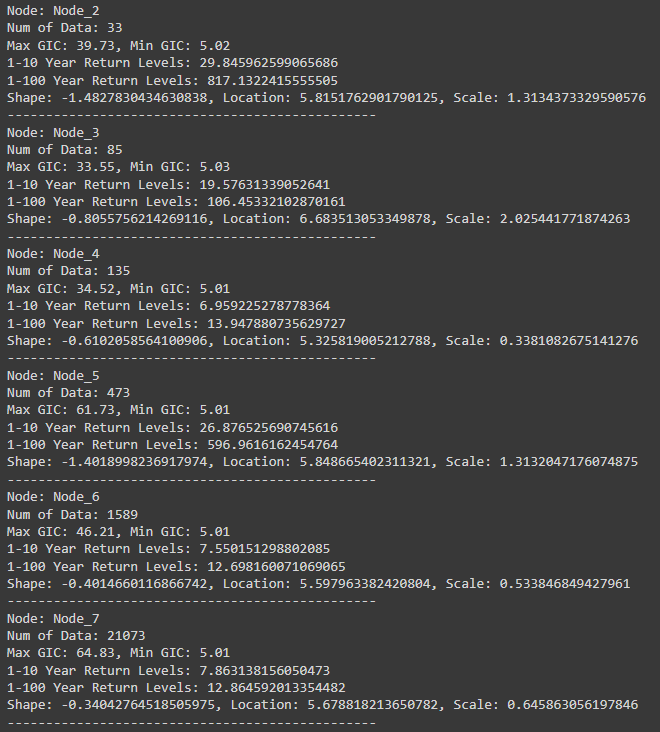 Node: Node_2
Num of Data: 33
Max GIC: 39.73, Min GIC: 5.02
1-10 Year Return Levels: 29.845962599065686
1-100 Year Return Levels: 817.1322415555505
Shape: -1.4827830434630838, Location: 5.8151762901790125, Scale: 1.3134373329590576
------------------------------------------------
Node: Node_3
Num of Data: 85
Max GIC: 33.55, Min GIC: 5.03
1-10 Year Return Levels: 19.57631339052641
1-100 Year Return Levels: 106.45332102870161
Shape: -0.8055756214269116, Location: 6.683513053349878, Scale: 2.025441771874263
------------------------------------------------
Node: Node_4
Num of Data: 135
Max GIC: 34.52, Min GIC: 5.01
1-10 Year Return Levels: 6.959225278778364
1-100 Year Return Levels: 13.947880735629727
Shape: -0.6102058564100906, Location: 5.325819005212788, Scale: 0.3381082675141276
------------------------------------------------
Node: Node_5
Num of Data: 473
Max GIC: 61.73, Min GIC: 5.01
1-10 Year Return Levels: 26.876525690745616
1-100 Year Return Levels: 596.9616162454764
Shape: -1.4018998236917974, Location: 5.848665402311321, Scale: 1.3132047176074875
------------------------------------------------
Node: Node_6
Num of Data: 1589
Max GIC: 46.21, Min GIC: 5.01
1-10 Year Return Levels: 7.550151298802085
1-100 Year Return Levels: 12.698160071069065
Shape: -0.4014660116866742, Location: 5.597963382420804, Scale: 0.533846849427961
------------------------------------------------
Node: Node_7
Num of Data: 21073
Max GIC: 64.83, Min GIC: 5.01
1-10 Year Return Levels: 7.863138156050473
1-100 Year Return Levels: 12.864592013354482
Shape: -0.34042764518505975, Location: 5.678818213650782, Scale: 0.645863056197846
------------------------------------------------